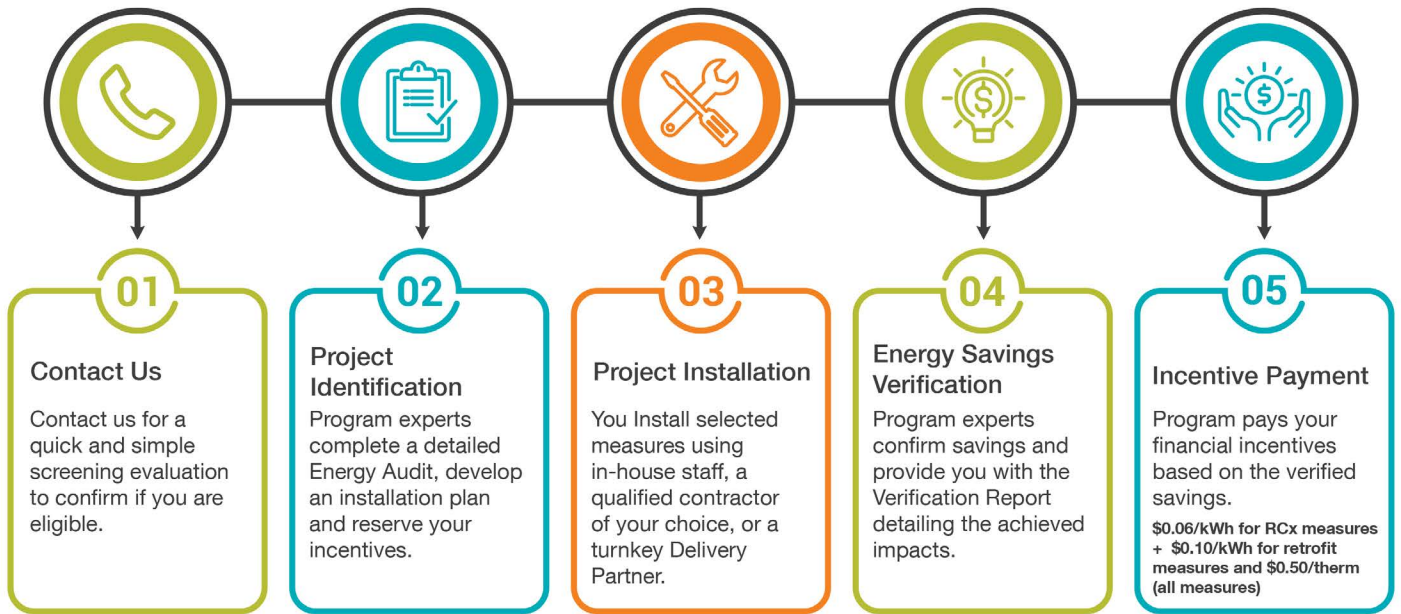 01
Contact Us
Contact us for a
quick and simple
screening evaluation
to confirm if you are
eligible.
02
Project
Identification
Program experts
complete a detailed
Energy Audit, develop
an installation plan
and reserve your
incentives.
03
Project Installation
You Install selected
measures using
in-house staff, a
qualified contractor
of your choice, or a
turnkey Delivery
Partner.
04
Energy Savings
Verification
Program experts
confirm savings and
provide you with the
Verification Report
detailing the achieved
impacts.
05
Incentive Payment
Program pays your
financial incentives
based on the verified
savings.
$0.06/kWh for RCx measures
+ $0.10/kWh for retrofit
measures and $0.50/therm
(all measures)